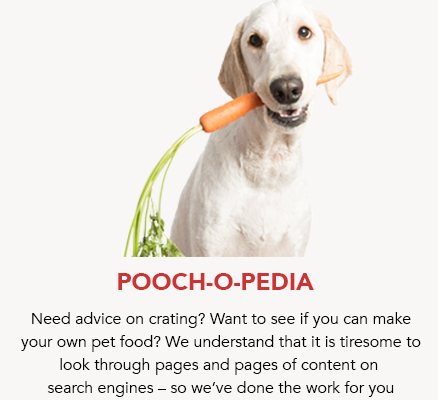 POOCH-O-PEDIA
Need advice on crating? Want to see if you can make
your own pet food? We understand that it is tiresome to
look through pages and pages of content on
search engines – so we’ve done the work for you